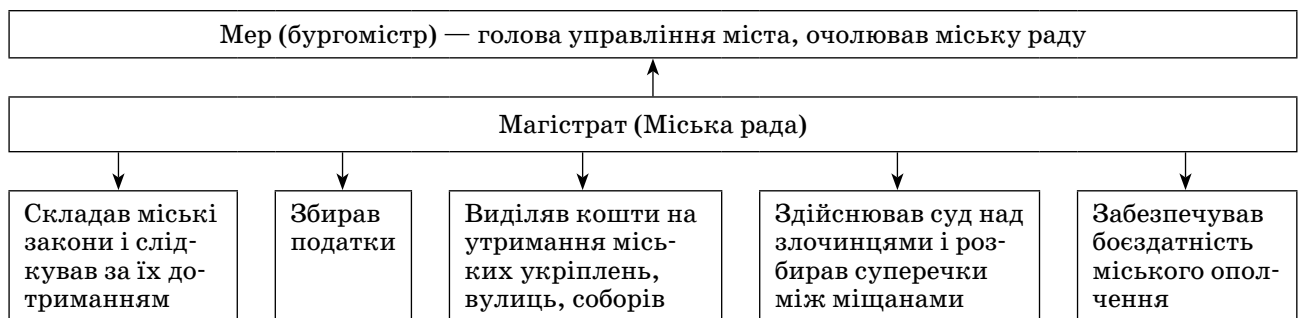 Мер (бургомістр) — голова управління міста, очолював міську раду
Магістрат (Міська рада)
Складав міські
закони і слід-
кував за їх до-
триманням
Збирав
податки
Виділяв кошти на
утримання місь-
ких укріплень,
вулиць, соборів
Здійснював суд над
злочинцями і роз-
бирав суперечки
між міщанами
Забезпечував
боєздатність
міського опол-
чення